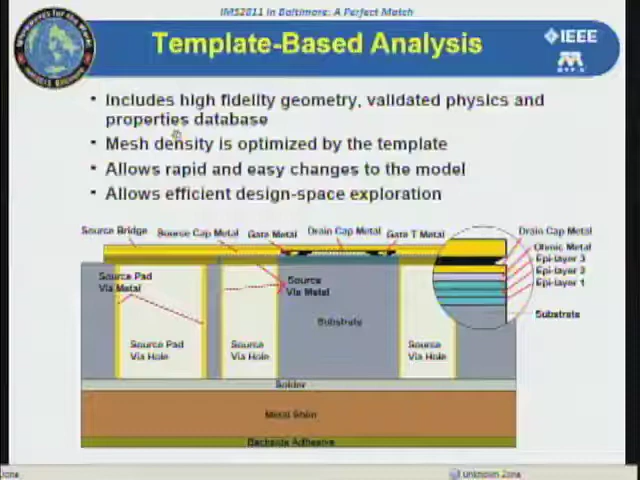 IMS2011 in Baltimore: A Perfect Match
Template-Based Analysis
IEEE
MTT-S
• Includes high fidelity geometry, validated physics and
properties database
• Mesh density is optimized by the template
• Allows rapid and easy changes to the model
• Allows efficient design-space exploration
Source Bridge
Source Cap Metal
Gate Metal
Drain Cap Metal
Gate T Metal
Drain Cap Metal
Ohmic Metal
Epi-layer 3
Epi-layer 2
Epi-layer 1
Substrate
Source Pad
Via Metal
Source
Via Metal
Substrate
Source Pad
Via Hole
Source
Via Hole
Source
Via Hole
Solder
Metal Shim
Backside Adhesive
Unknown Zone